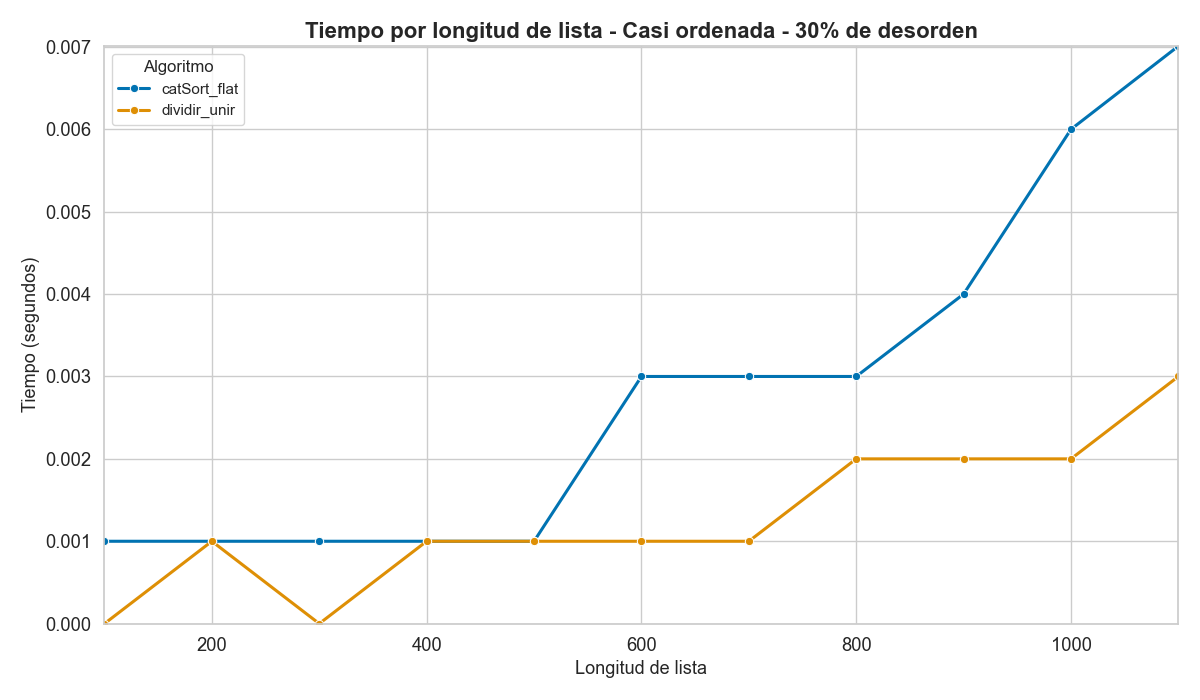 Tiempo por longitud de lista - Casi ordenada - 30% de desorden
Algoritmo
catSort_flat
dividir_unir
Tiempo (segundos)
0.007
0.006
0.005
0.004
0.003
0.002
0.001
0.000
200
400
600
800
1000
Longitud de lista